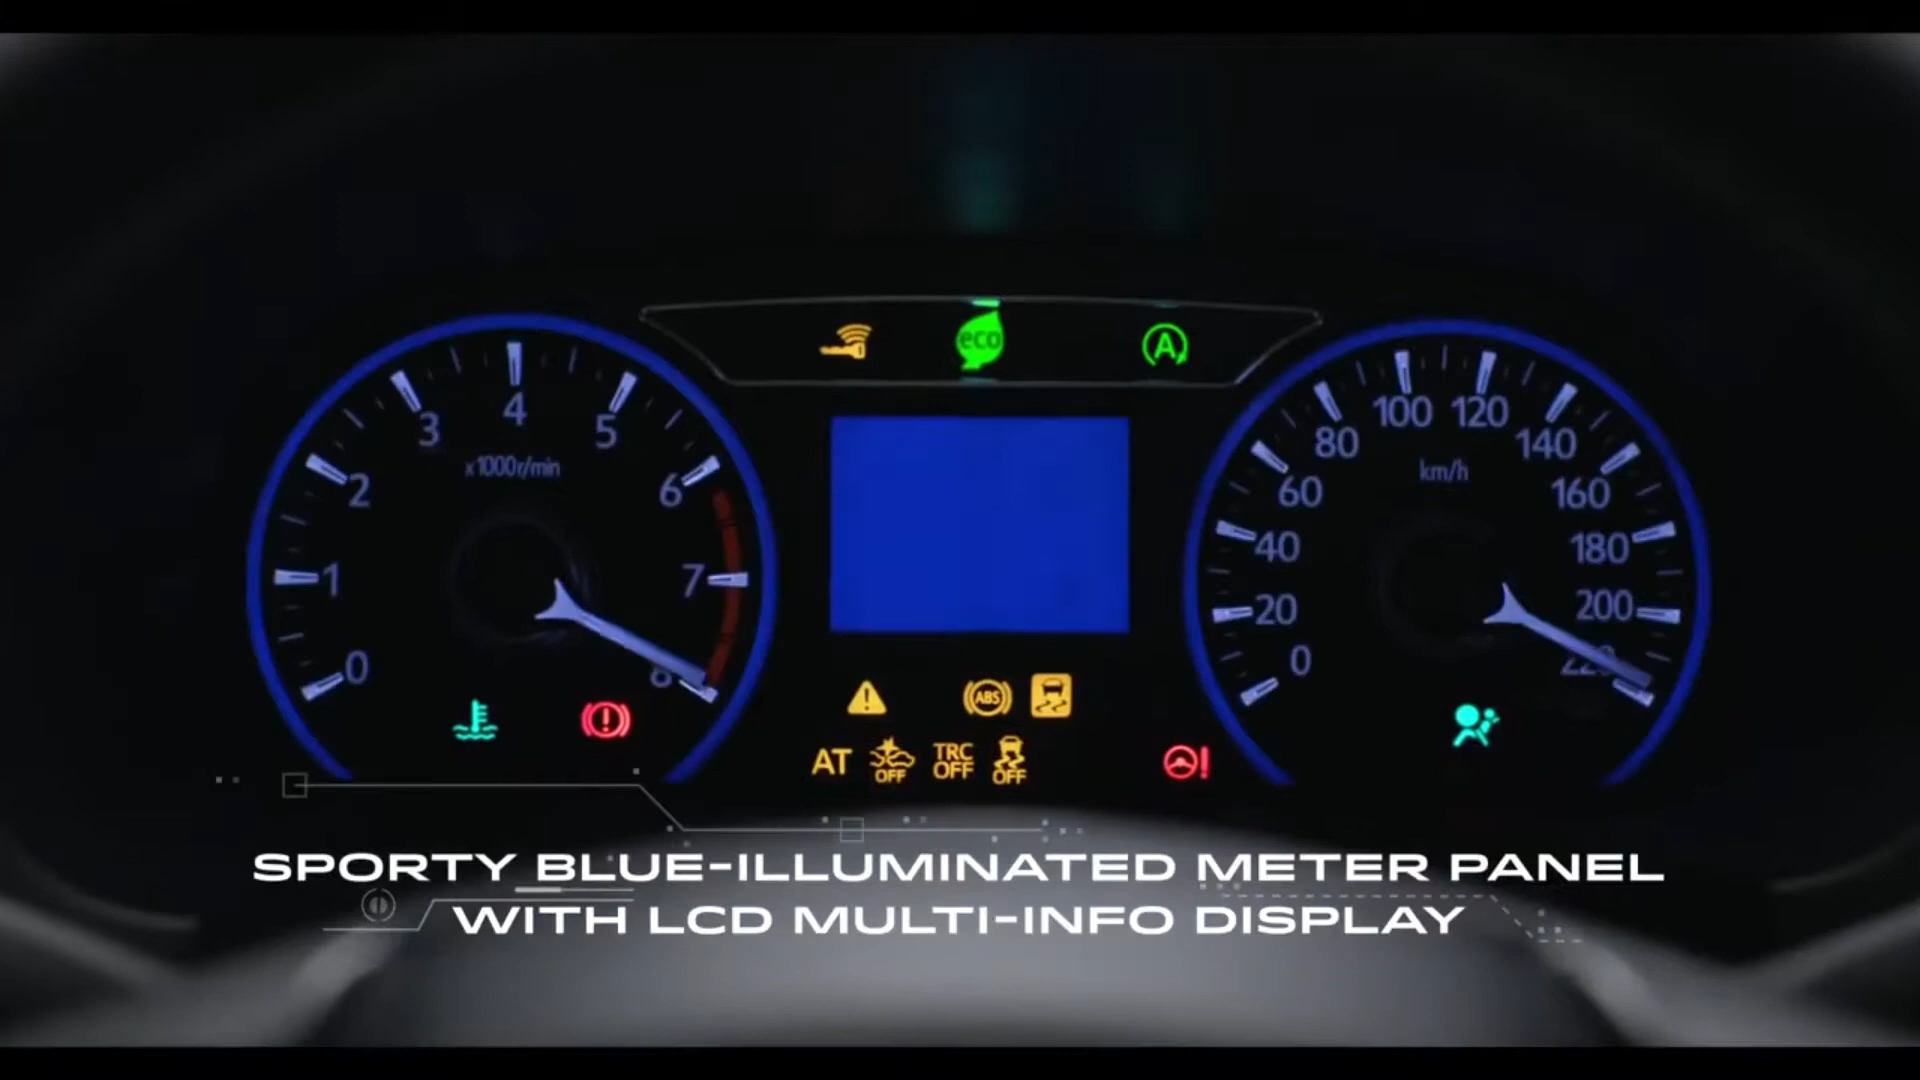 eco
A
0
1
2
3
4
5
6
7
8
x1000r/min
0
20
40
60
80
100
120
140
160
180
200
220
km/h
!
ABS
!
AT
OFF
TRC
OFF
OFF
!
SPORTY BLUE-ILLUMINATED METER PANEL
WITH LCD MULTI-INFO DISPLAY